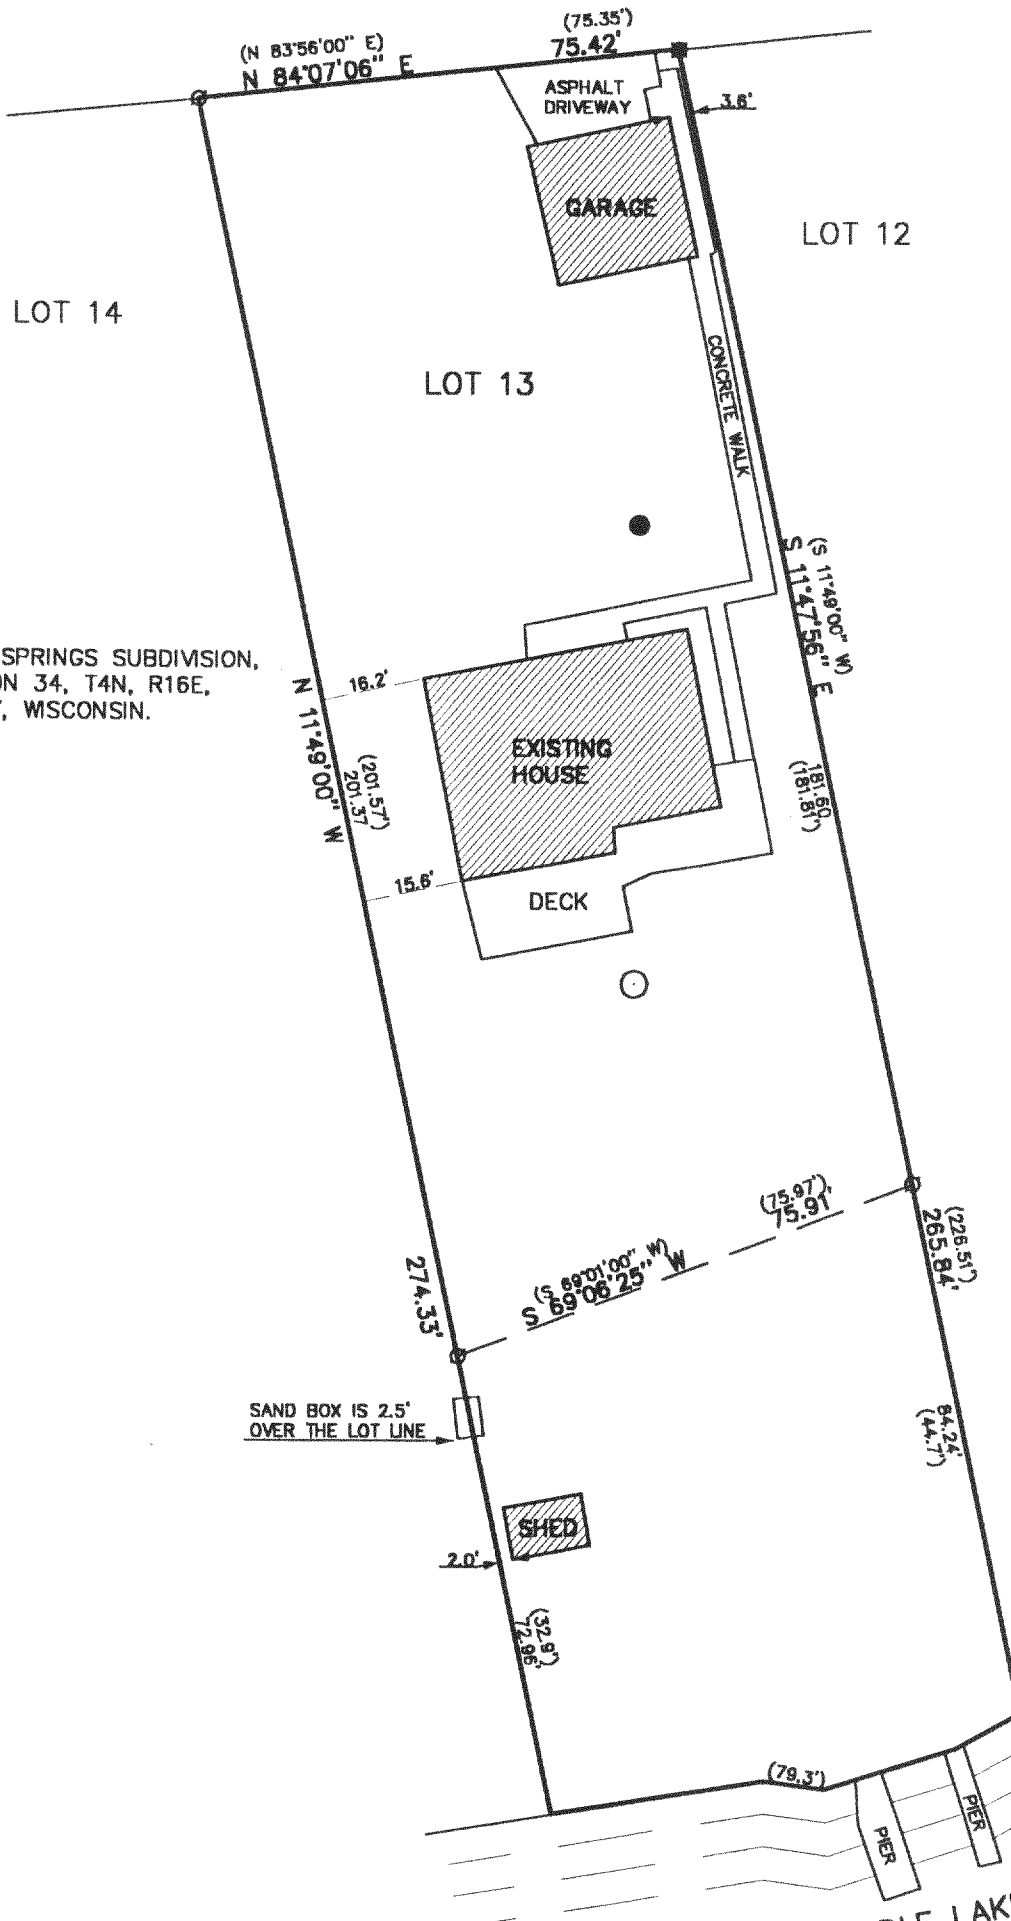 (N 83°56'00" E)
N 84°07'06" E
(75.35')
75.42'
ASPHALT
DRIVEWAY
3.6'
GARAGE
LOT 12
LOT 14
LOT 13
CONCRETE WALK
(S 11°49'00" W)
S 11°47'56" E
SPRINGS SUBDIVISION,
ON 34, T4N, R16E,
, WISCONSIN.
16.2'
N 11°49'00" W
(201.57')
201.37
EXISTING
HOUSE
181.60
(181.81')
15.6'
DECK
(75.97')
75.91'
(S 69°01'00" W)
S 69°06'25" W
(226.51')
265.84'
274.33'
SAND BOX IS 2.5'
OVER THE LOT LINE
84.24'
(44.7')
SHED
2.0'
(32.9')
72.96'
(79.3')
PIER
PIER